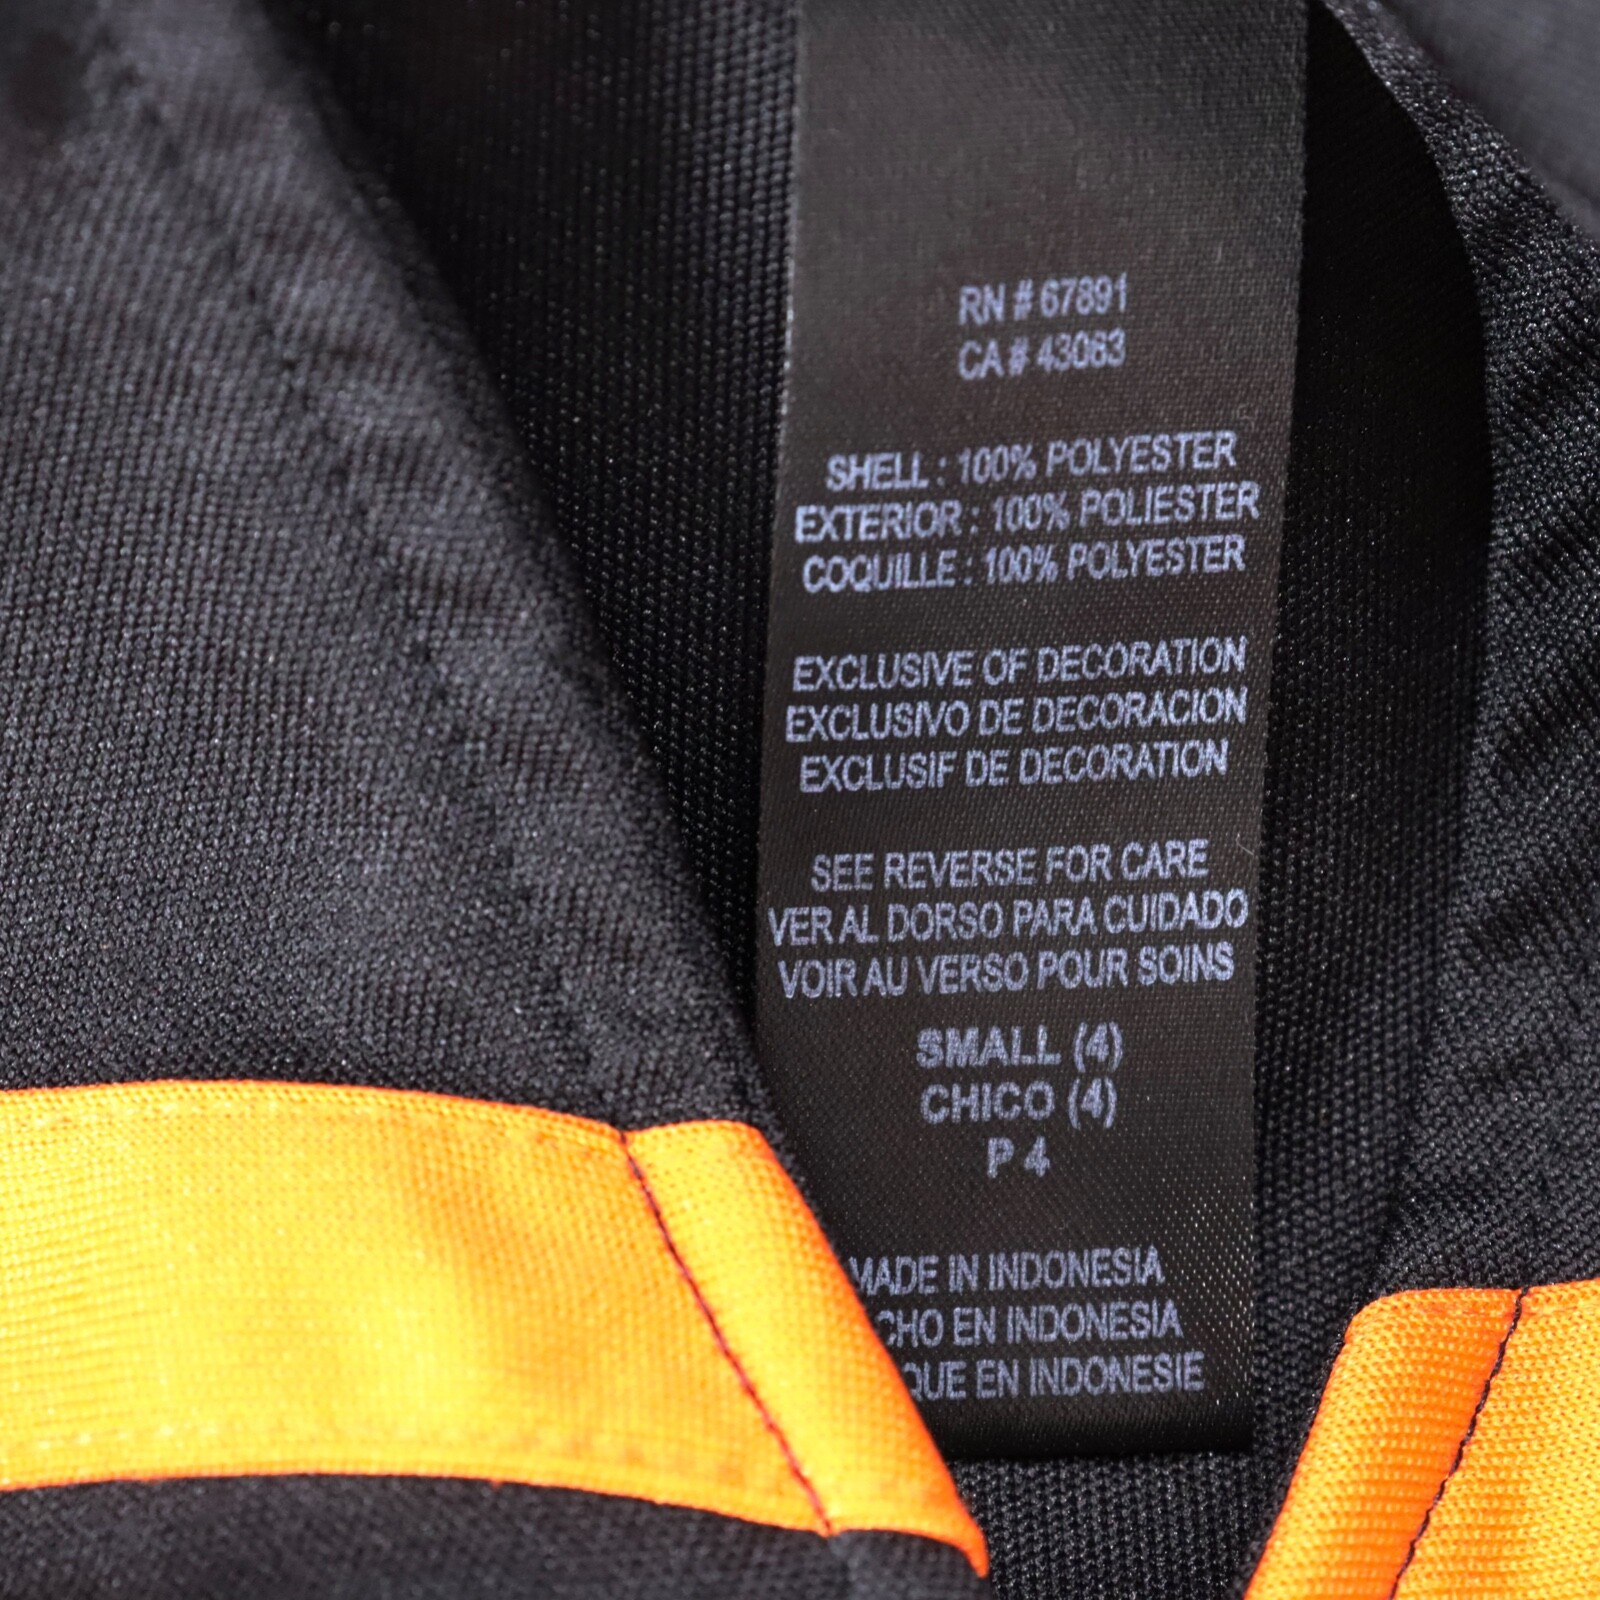 RN # 67891
CA # 43083
SHELL : 100% POLYESTER
EXTERIOR : 100% POLIESTER
COQUILLE : 100% POLYESTER
EXCLUSIVE OF DECORATION
EXCLUSIVO DE DECORACION
EXCLUSIF DE DECORATION
SEE REVERSE FOR CARE
VER AL DORSO PARA CUIDADO
VOIR AU VERSO POUR SOINS
SMALL (4)
CHICO (4)
P 4
MADE IN INDONESIA
CHO EN INDONESIA
QUE EN INDONESIE